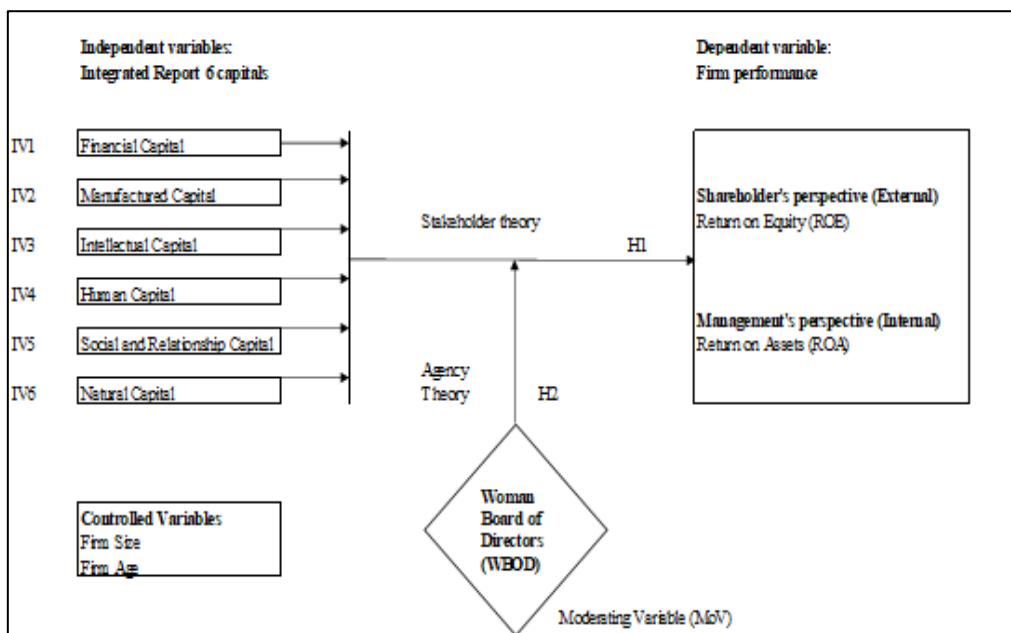 Independent variables:
Integrated Report 6 capitals
Dependent variable:
Firm performance
IV1
Financial Capital
IV2
Manufactured Capital
IV3
Intellectual Capital
IV4
Human Capital
IV5
Social and Relationship Capital
IV6
Natural Capital
Stakeholder theory
H1
Shareholder's perspective (External)
Return on Equity (ROE)
Management's perspective (Internal)
Return on Assets (ROA)
Agency
Theory
H2
Woman
Board of
Directors
(WBOD)
Moderating Variable (MoV)
Controlled Variables
Firm Size
Firm Age